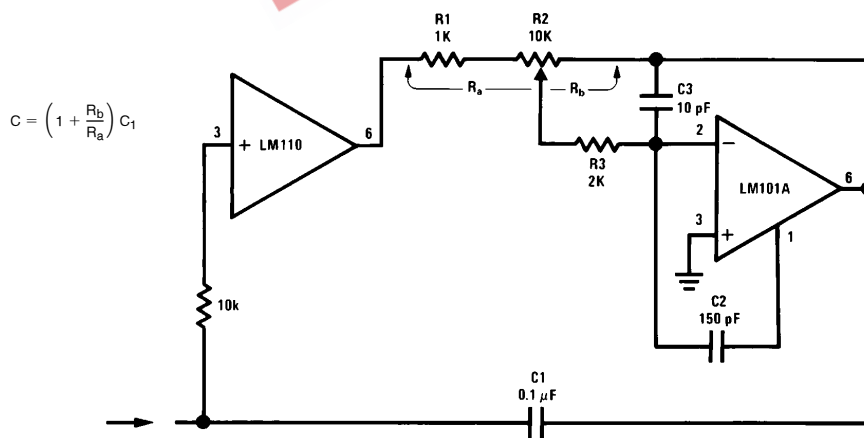 R1
1K
R2
10K
Ra
Rb
C3
10 pF
C = (1 + Rb/Ra) C1
3
+ LM110
6
R3
2K
2
−
LM101A
6
3
+
1
10k
C2
150 pF
C1
0.1 μF